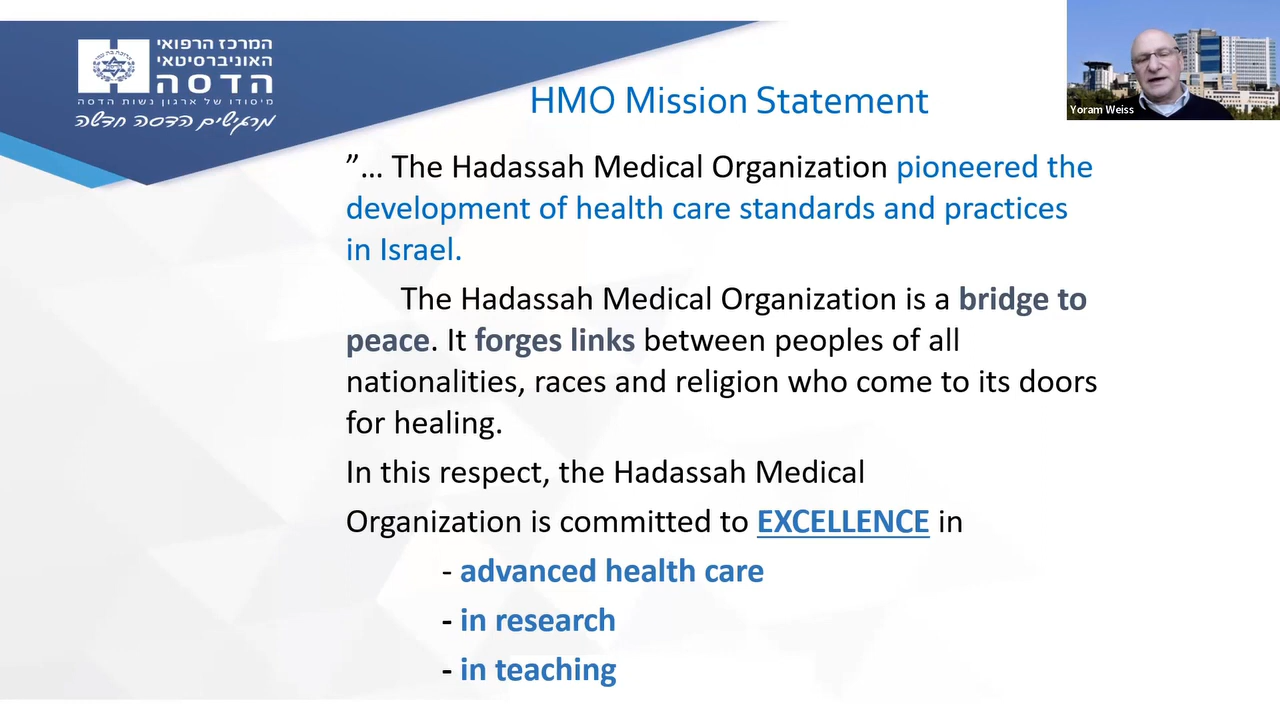 המרכז הרפואי
האוניברסיטאי
הדסה
מיסודו של ארגון נשות הדסה
מרגישים הדסה חדשה
HMO Mission Statement
Yoram Weiss
”… The Hadassah Medical Organization pioneered the
development of health care standards and practices
in Israel.
The Hadassah Medical Organization is a bridge to
peace. It forges links between peoples of all
nationalities, races and religion who come to its doors
for healing.
In this respect, the Hadassah Medical
Organization is committed to EXCELLENCE in
- advanced health care
- in research
- in teaching